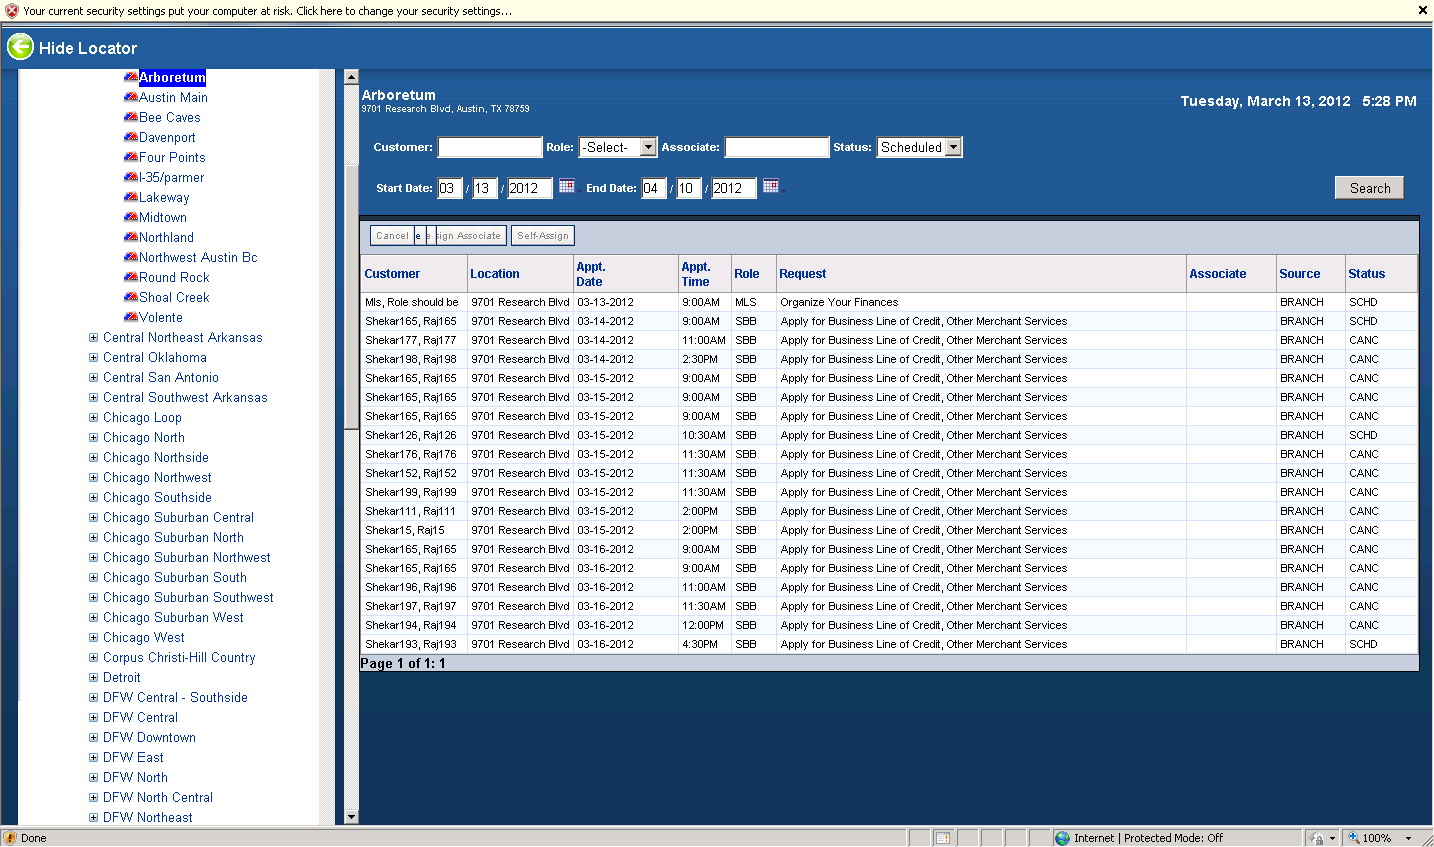 Your current security settings put your computer at risk. Click here to change your security settings...
Hide Locator
Arboretum
Austin Main
Bee Caves
Davenport
Four Points
I-35/parmer
Lakeway
Midtown
Northland
Northwest Austin Bc
Round Rock
Shoal Creek
Volente
Central Northeast Arkansas
Central Oklahoma
Central San Antonio
Central Southwest Arkansas
Chicago Loop
Chicago North
Chicago Northside
Chicago Northwest
Chicago Southside
Chicago Suburban Central
Chicago Suburban North
Chicago Suburban Northwest
Chicago Suburban South
Chicago Suburban Southwest
Chicago Suburban West
Chicago West
Corpus Christi-Hill Country
Detroit
DFW Central - Southside
DFW Central
DFW Downtown
DFW East
DFW North
DFW North Central
DFW Northeast
Arboretum
9701 Research Blvd, Austin, TX 78759
Tuesday, March 13, 2012 5:28 PM
Customer: Role: -Select- Associate: Status: Scheduled
Start Date: 03 / 13 / 2012 End Date: 04 / 10 / 2012 Search
Cancel e e sign Associate Self-Assign
Customer Location Appt. Date Appt. Time Role Request Associate Source Status
Mls, Role should be 9701 Research Blvd 03-13-2012 9:00AM MLS Organize Your Finances BRANCH SCHD
Shekar165, Raj165 9701 Research Blvd 03-14-2012 9:00AM SBB Apply for Business Line of Credit, Other Merchant Services BRANCH SCHD
Shekar177, Raj177 9701 Research Blvd 03-14-2012 11:00AM SBB Apply for Business Line of Credit, Other Merchant Services BRANCH CANC
Shekar198, Raj198 9701 Research Blvd 03-14-2012 2:30PM SBB Apply for Business Line of Credit, Other Merchant Services BRANCH CANC
Shekar165, Raj165 9701 Research Blvd 03-15-2012 9:00AM SBB Apply for Business Line of Credit, Other Merchant Services BRANCH CANC
Shekar165, Raj165 9701 Research Blvd 03-15-2012 9:00AM SBB Apply for Business Line of Credit, Other Merchant Services BRANCH CANC
Shekar165, Raj165 9701 Research Blvd 03-15-2012 9:00AM SBB Apply for Business Line of Credit, Other Merchant Services BRANCH CANC
Shekar126, Raj126 9701 Research Blvd 03-15-2012 10:30AM SBB Apply for Business Line of Credit, Other Merchant Services BRANCH SCHD
Shekar176, Raj176 9701 Research Blvd 03-15-2012 11:30AM SBB Apply for Business Line of Credit, Other Merchant Services BRANCH CANC
Shekar152, Raj152 9701 Research Blvd 03-15-2012 11:30AM SBB Apply for Business Line of Credit, Other Merchant Services BRANCH CANC
Shekar199, Raj199 9701 Research Blvd 03-15-2012 11:30AM SBB Apply for Business Line of Credit, Other Merchant Services BRANCH CANC
Shekar111, Raj111 9701 Research Blvd 03-15-2012 2:00PM SBB Apply for Business Line of Credit, Other Merchant Services BRANCH CANC
Shekar15, Raj15 9701 Research Blvd 03-15-2012 2:00PM SBB Apply for Business Line of Credit, Other Merchant Services BRANCH CANC
Shekar165, Raj165 9701 Research Blvd 03-16-2012 9:00AM SBB Apply for Business Line of Credit, Other Merchant Services BRANCH CANC
Shekar165, Raj165 9701 Research Blvd 03-16-2012 9:00AM SBB Apply for Business Line of Credit, Other Merchant Services BRANCH CANC
Shekar196, Raj196 9701 Research Blvd 03-16-2012 11:00AM SBB Apply for Business Line of Credit, Other Merchant Services BRANCH CANC
Shekar197, Raj197 9701 Research Blvd 03-16-2012 11:30AM SBB Apply for Business Line of Credit, Other Merchant Services BRANCH CANC
Shekar194, Raj194 9701 Research Blvd 03-16-2012 12:00PM SBB Apply for Business Line of Credit, Other Merchant Services BRANCH CANC
Shekar193, Raj193 9701 Research Blvd 03-16-2012 4:30PM SBB Apply for Business Line of Credit, Other Merchant Services BRANCH SCHD
Page 1 of 1: 1
Done
Internet | Protected Mode: Off
100%